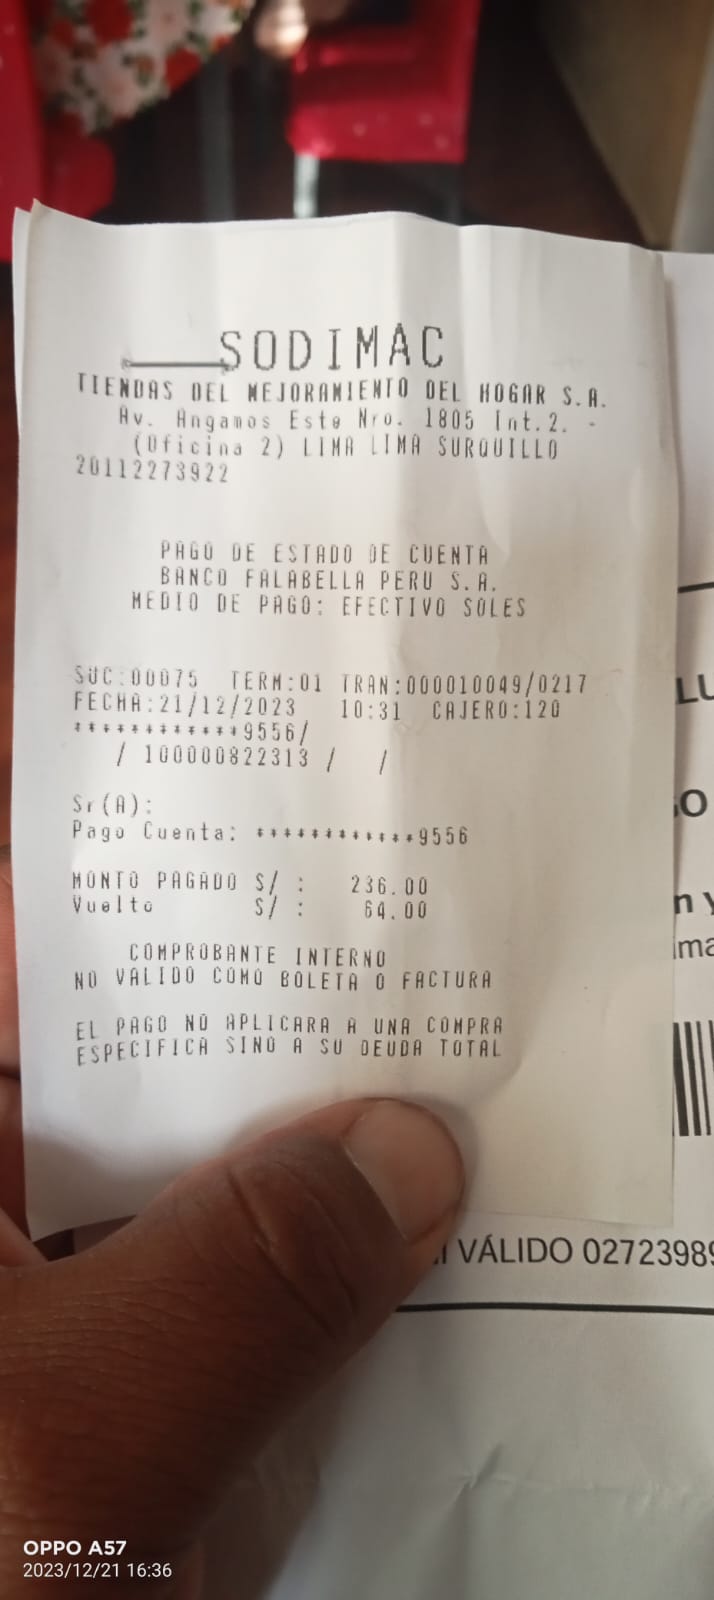 SODIMAC
TIENDAS DEL MEJORAMIENTO DEL HOGAR S.A.
Av. Angamos Este Nro. 1805 Int.2. -
(Oficina 2) LIMA LIMA SURQUILLO
20112273922
PAGO DE ESTADO DE CUENTA
BANCO FALABELLA PERU S.A.
MEDIO DE PAGO: EFECTIVO SOLES
SUC:00075 TERM:01 TRAN:000010049/0217
FECHA:21/12/2023 10:31 CAJERO:120
************9556/
/ 100000822313 / /
Sr(A):
Pago Cuenta: ************9556
MONTO PAGADO S/ : 236.00
Vuelto S/ : 64.00
COMPROBANTE INTERNO
NO VALIDO COMO BOLETA O FACTURA
EL PAGO NO APLICARA A UNA COMPRA
ESPECIFICA SINO A SU DEUDA TOTAL
VÁLIDO 02723989
OPPO A57
2023/12/21 16:36